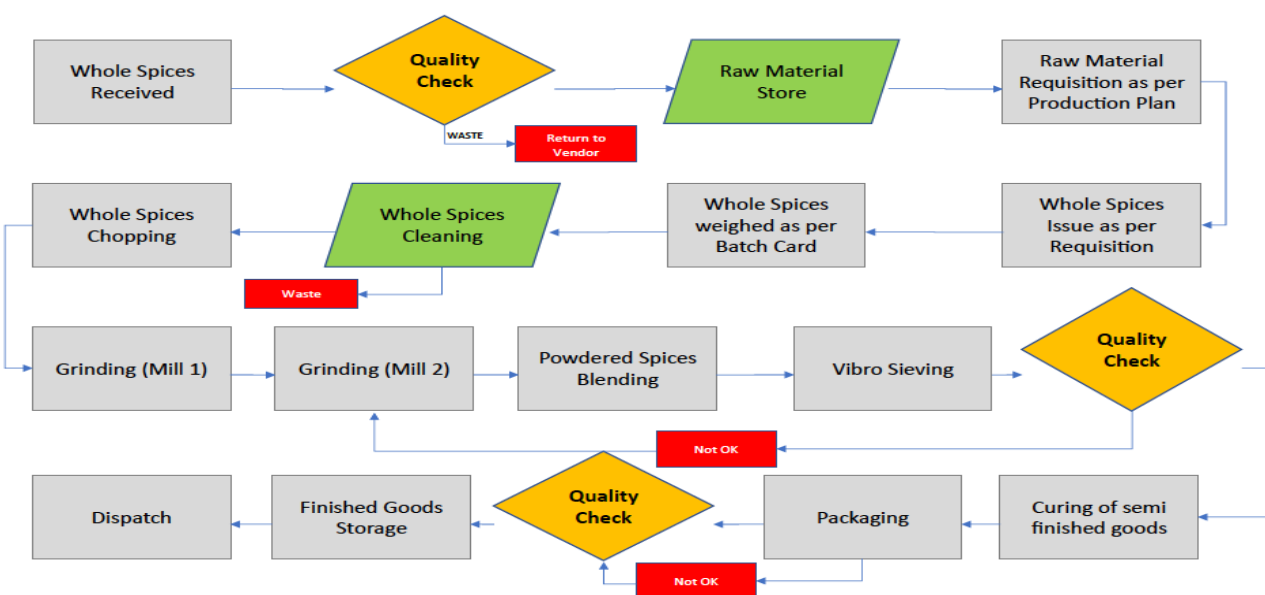 Whole Spices
Received
Quality
Check
Raw Material
Store
Raw Material
Requisition as per
Production Plan
WASTE
Return to
Vendor
Whole Spices
Chopping
Whole Spices
Cleaning
Whole Spices
weighed as per
Batch Card
Whole Spices
Issue as per
Requisition
Waste
Grinding (Mill 1)
Grinding (Mill 2)
Powdered Spices
Blending
Vibro Sieving
Quality
Check
Not OK
Dispatch
Finished Goods
Storage
Quality
Check
Packaging
Curing of semi
finished goods
Not OK